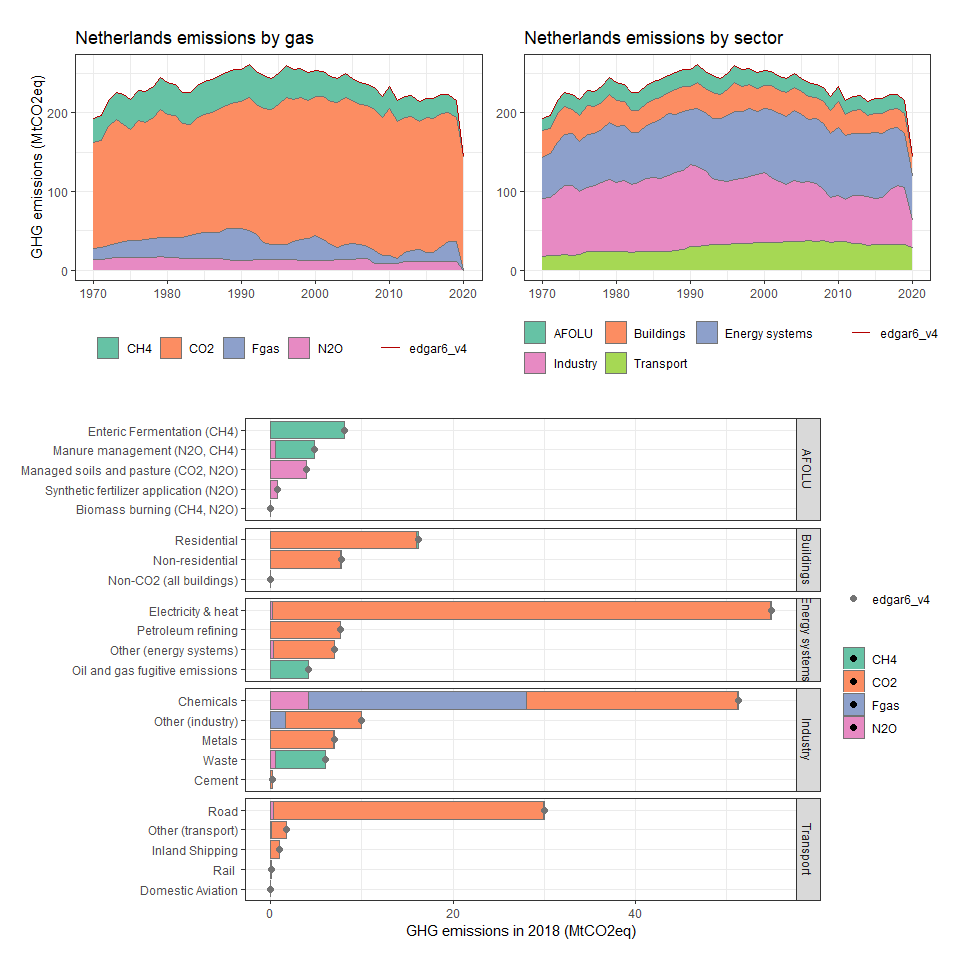 Netherlands emissions by gas
Netherlands emissions by sector
GHG emissions (MtCO2eq)
200
100
0
1970 1980 1990 2000 2010 2020
200
100
0
1970 1980 1990 2000 2010 2020
CH4 CO2 Fgas N2O edgar6_v4
AFOLU Buildings Energy systems edgar6_v4
Industry Transport
Enteric Fermentation (CH4)
Manure management (N2O, CH4)
Managed soils and pasture (CO2, N2O)
Synthetic fertilizer application (N2O)
Biomass burning (CH4, N2O)
AFOLU
Residential
Non-residential
Non-CO2 (all buildings)
Buildings
Electricity & heat
Petroleum refining
Other (energy systems)
Oil and gas fugitive emissions
Energy systems
Chemicals
Other (industry)
Metals
Waste
Cement
Industry
Road
Other (transport)
Inland Shipping
Rail
Domestic Aviation
Transport
0 20 40
GHG emissions in 2018 (MtCO2eq)
edgar6_v4
CH4
CO2
Fgas
N2O